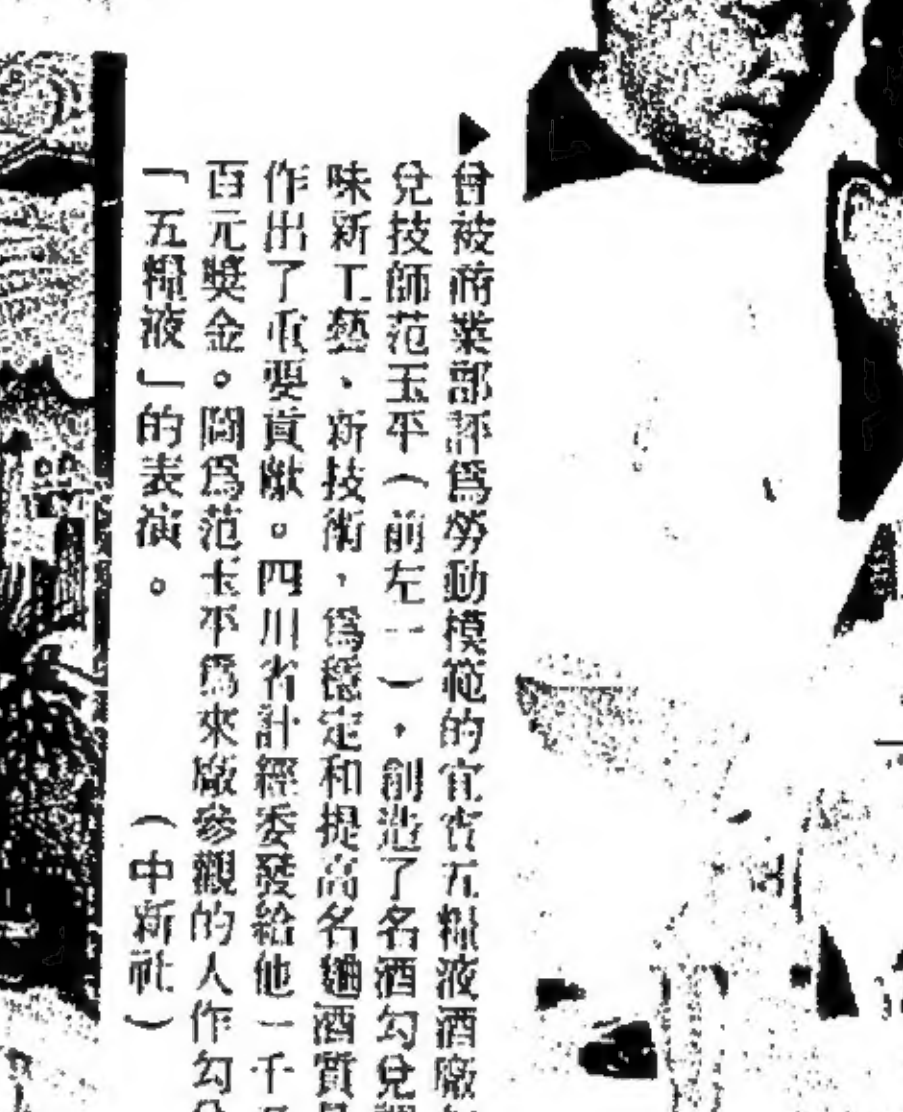 曾被商業部評爲勞動模範的宜賓五糧液酒廠
兌技師范玉平（前左一），創造了名酒勾兌調
味新工藝、新技術，爲穩定和提高名麯酒質
作出了重要貢獻。四川省計經委發給他一千
百元獎金。圖爲范玉平爲來廠參觀的人作勾
「五糧液」的表演。（中新社）